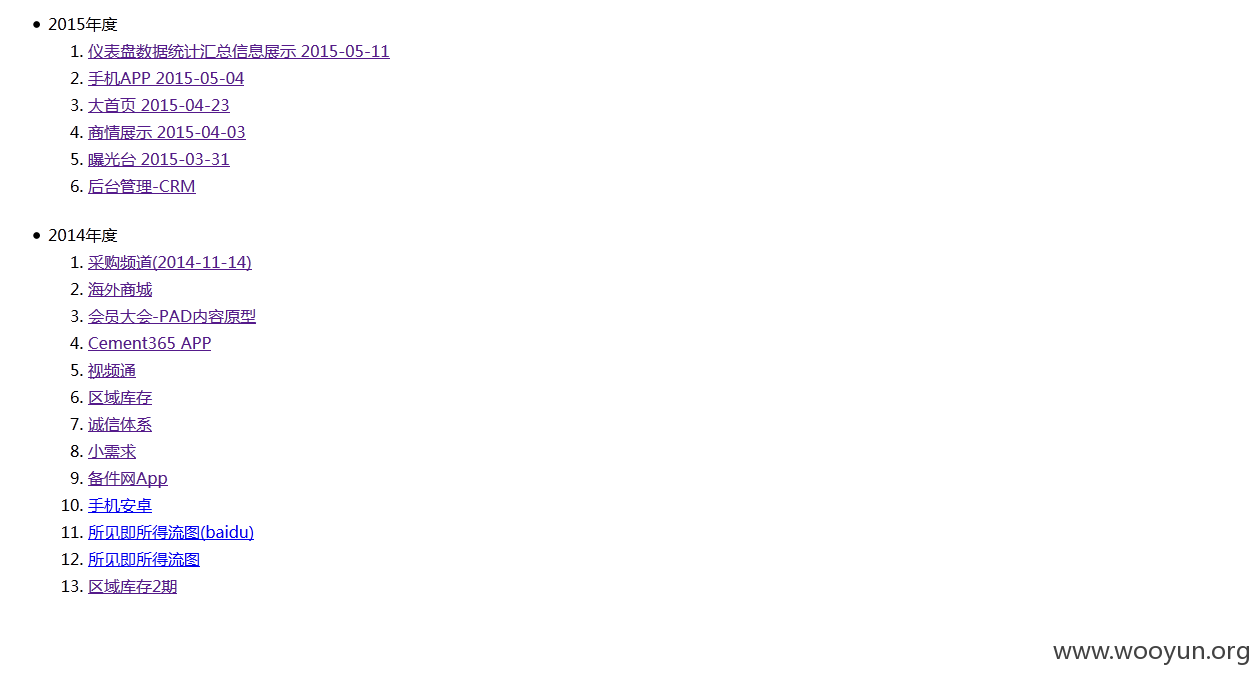 2015年度
1. 仪表盘数据统计汇总信息展示 2015-05-11
2. 手机APP 2015-05-04
3. 大首页 2015-04-23
4. 商情展示 2015-04-03
5. 曝光台 2015-03-31
6. 后台管理-CRM
2014年度
1. 采购频道(2014-11-14)
2. 海外商城
3. 会员大会-PAD内容原型
4. Cement365 APP
5. 视频通
6. 区域库存
7. 诚信体系
8. 小需求
9. 备件网App
10. 手机安卓
11. 所见即所得流图(baidu)
12. 所见即所得流图
13. 区域库存2期
www.wooyun.org